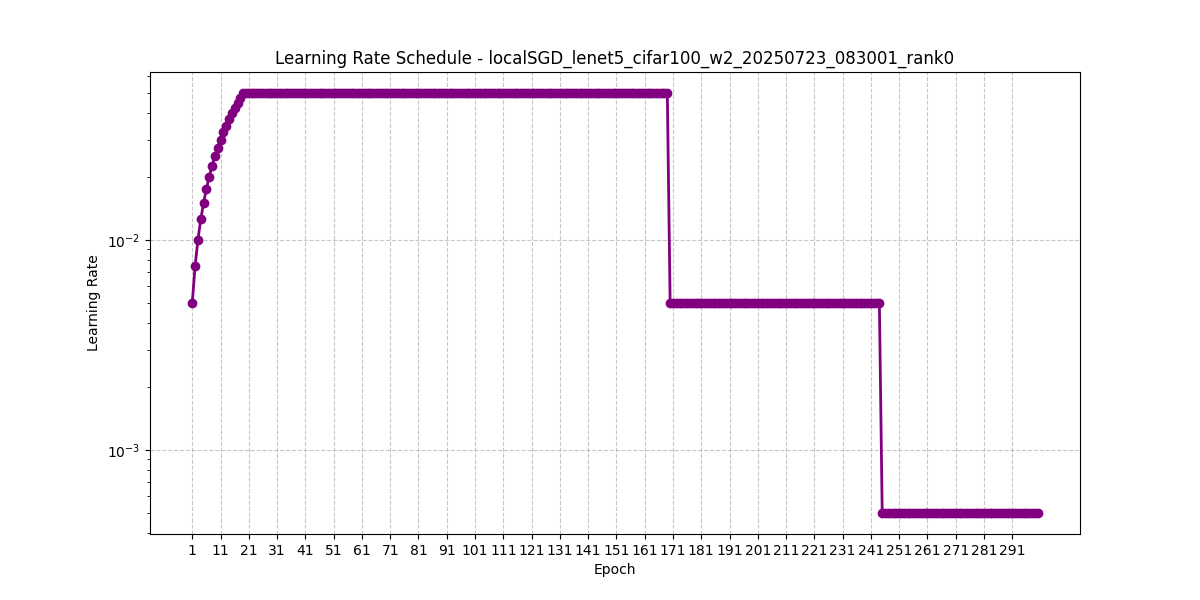 Learning Rate Schedule - localSGD_lenet5_cifar100_w2_20250723_083001_rank0
Learning Rate
10⁻²
10⁻³
1 11 21 31 41 51 61 71 81 91 101 111 121 131 141 151 161 171 181 191 201 211 221 231 241 251 261 271 281 291
Epoch